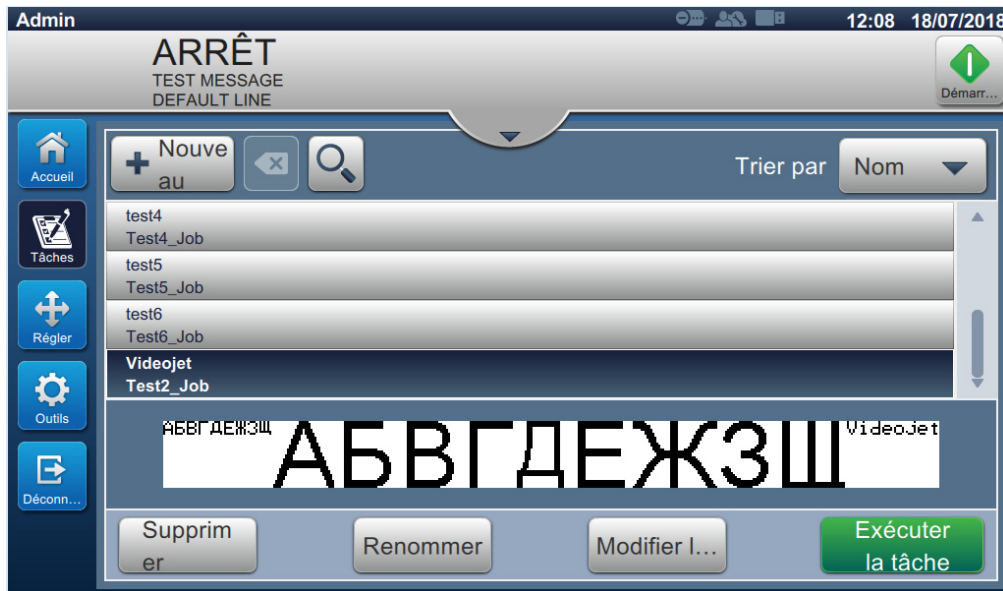 Admin
12:08 18/07/2018
ARRÊT
TEST MESSAGE
DEFAULT LINE
Démarr...
Accueil
Tâches
Régler
Outils
Déconn...
Nouve
au
Trier par
Nom
test4
Test4_Job
test5
Test5_Job
test6
Test6_Job
Videojet
Test2_Job
АБВГДЕЖЗЩ
АБВГДЕЖЗЩ
VideoJet
Supprim
er
Renommer
Modifier l...
Exécuter
la tâche